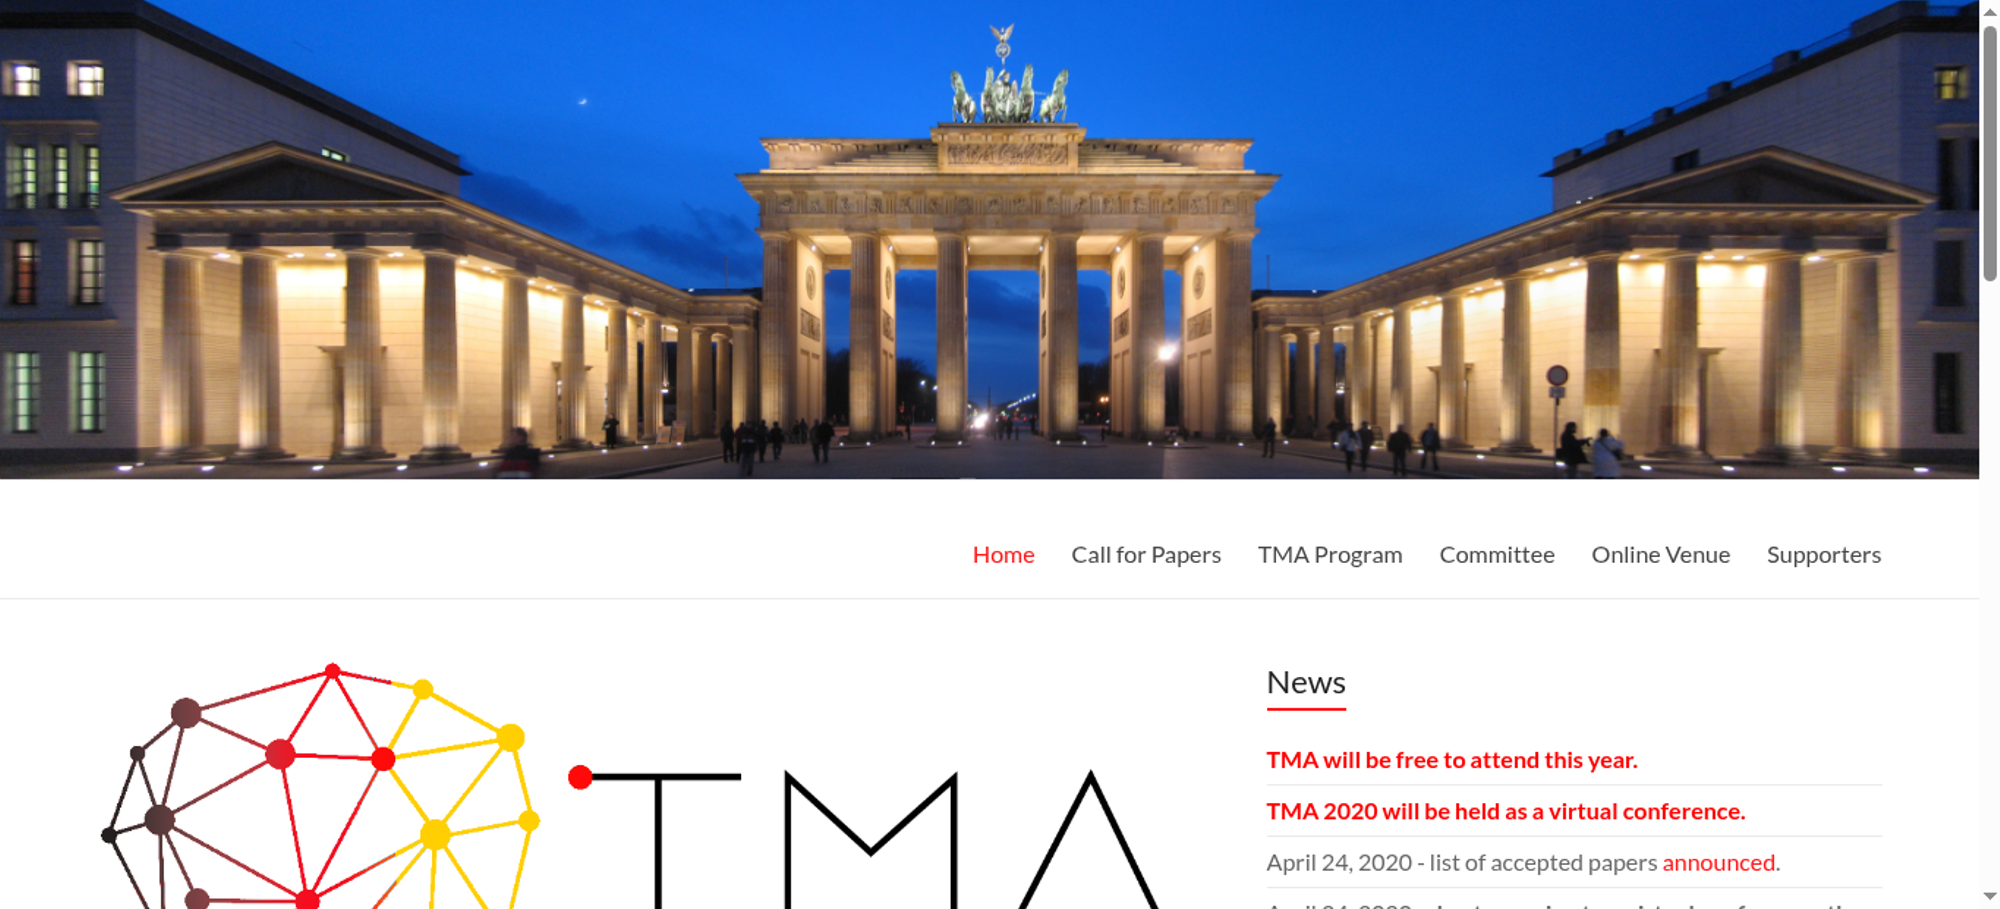 Home Call for Papers TMA Program Committee Online Venue Supporters
TMA
News
TMA will be free to attend this year.
TMA 2020 will be held as a virtual conference.
April 24, 2020 - list of accepted papers announced.